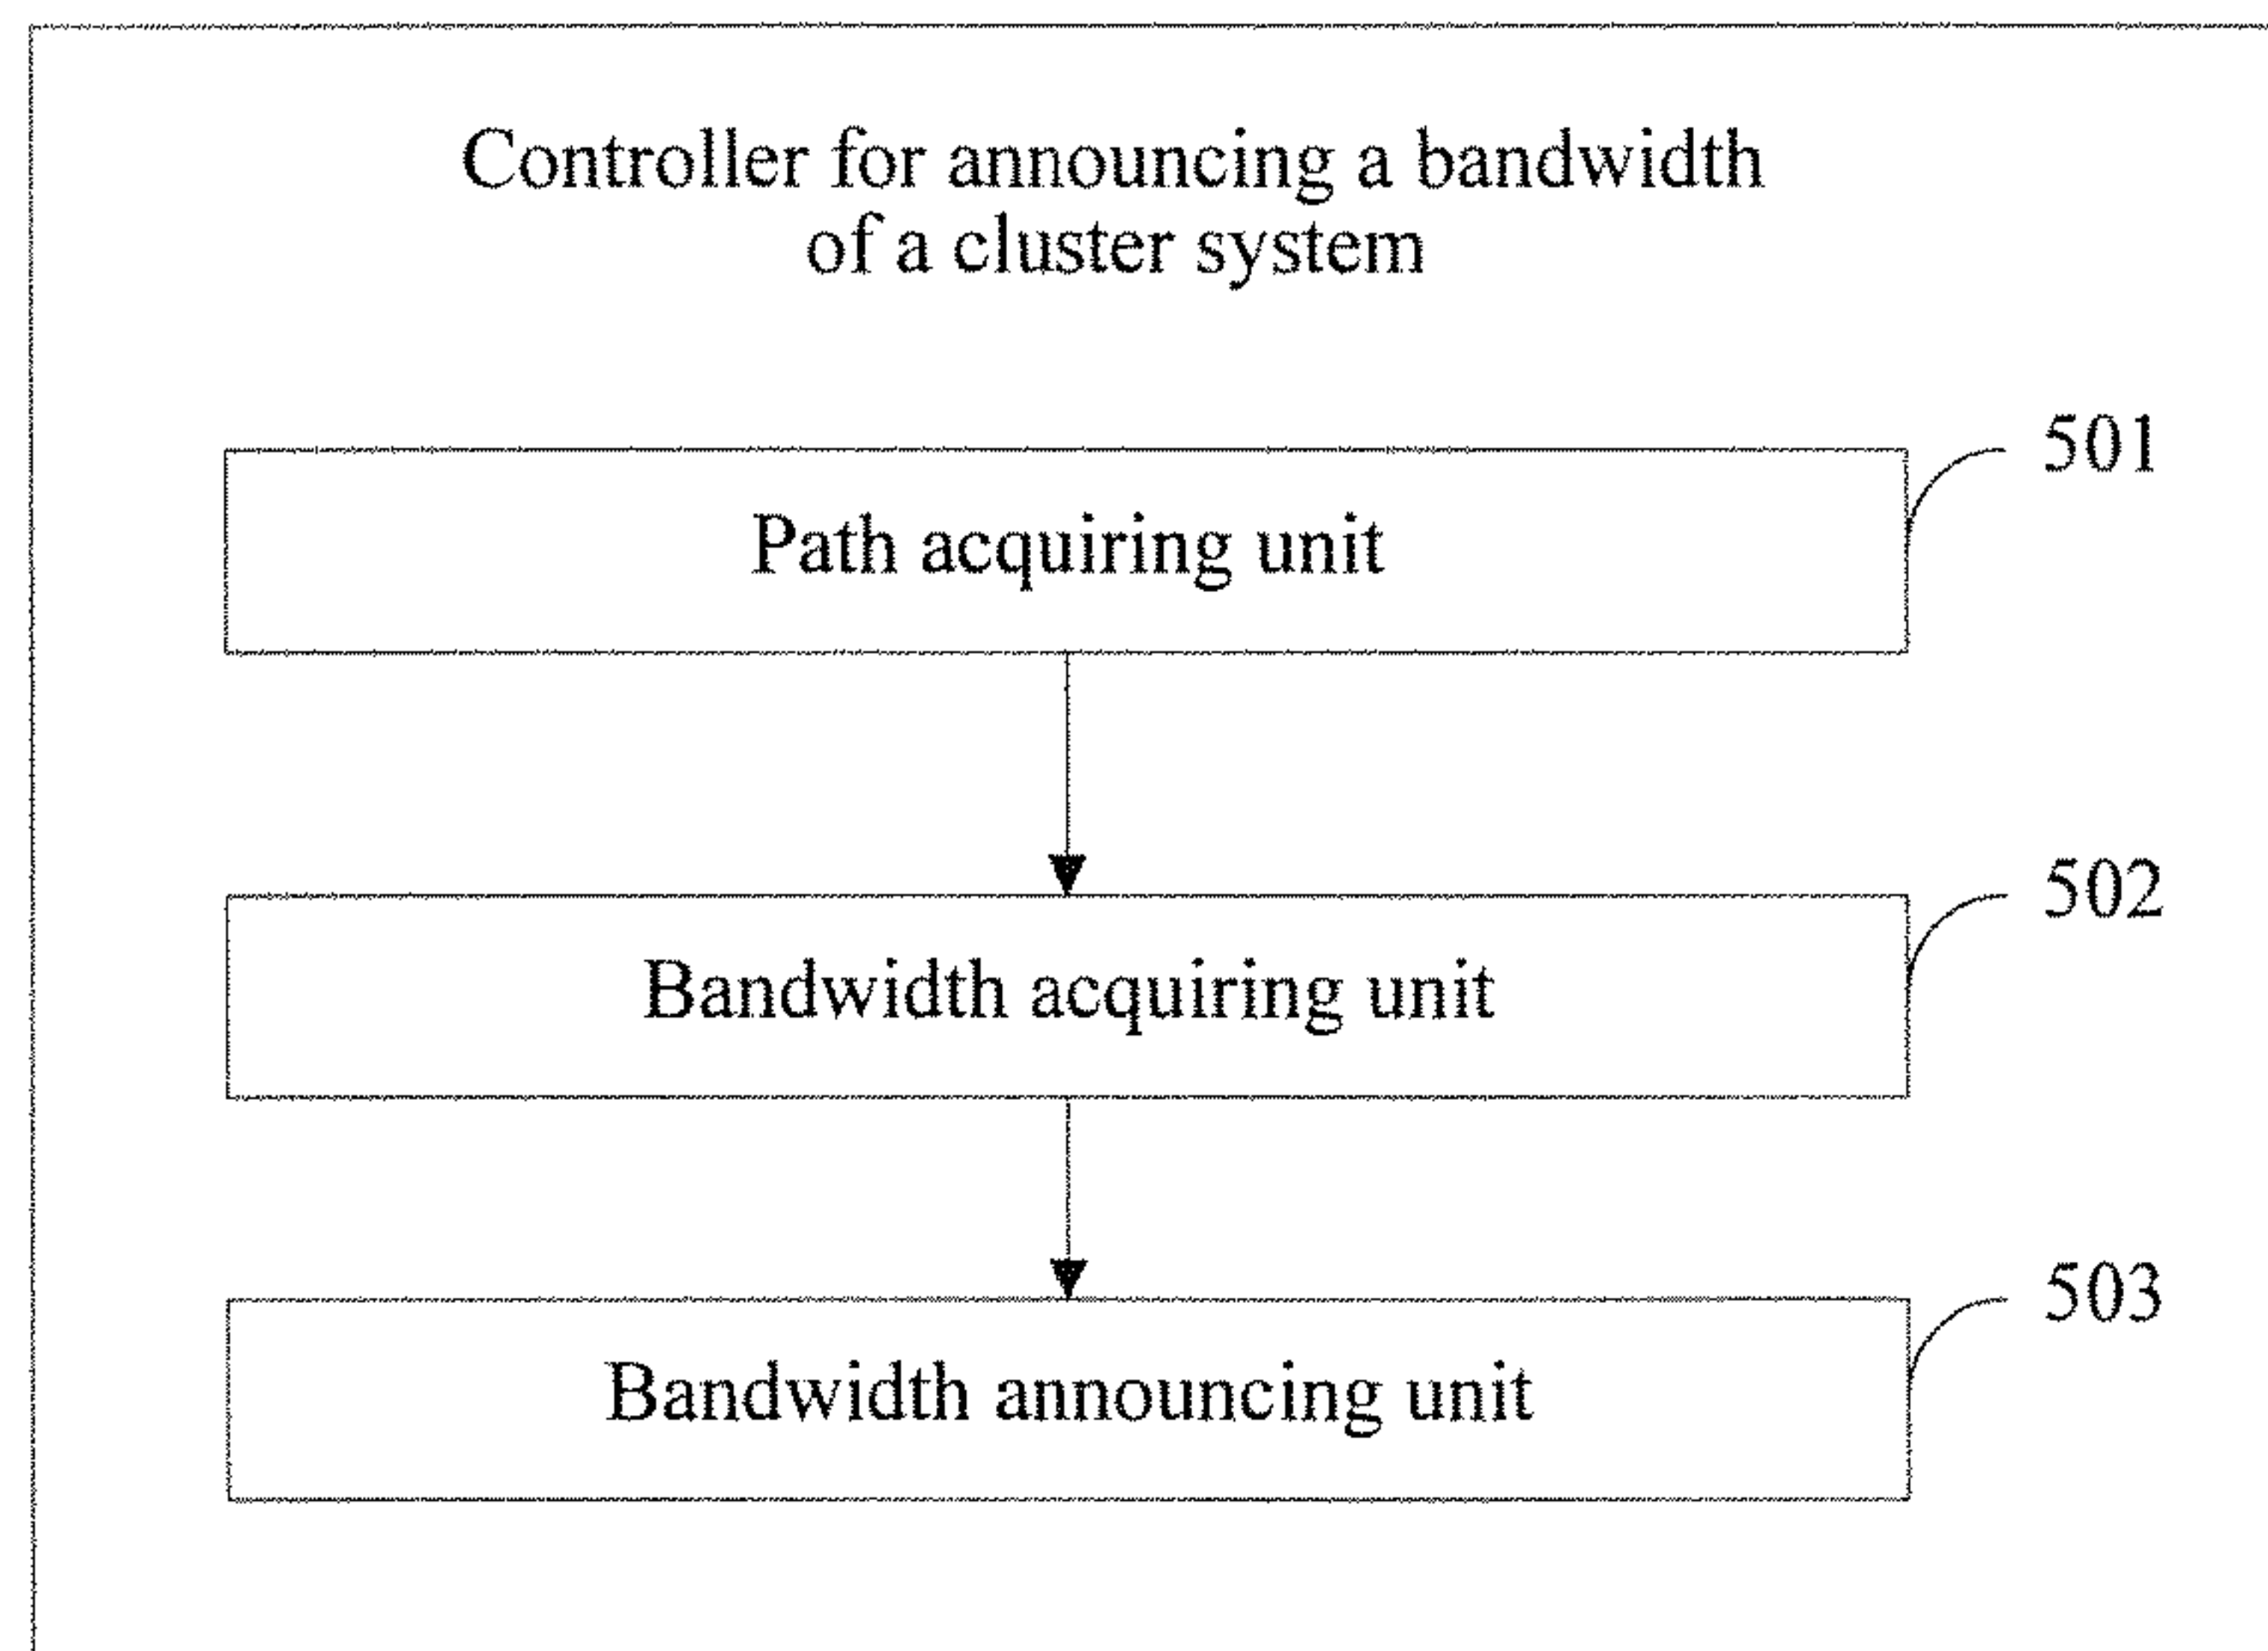 Controller for announcing a bandwidth
of a cluster system
501
Path acquiring unit
502
Bandwidth acquiring unit
503
Bandwidth announcing unit